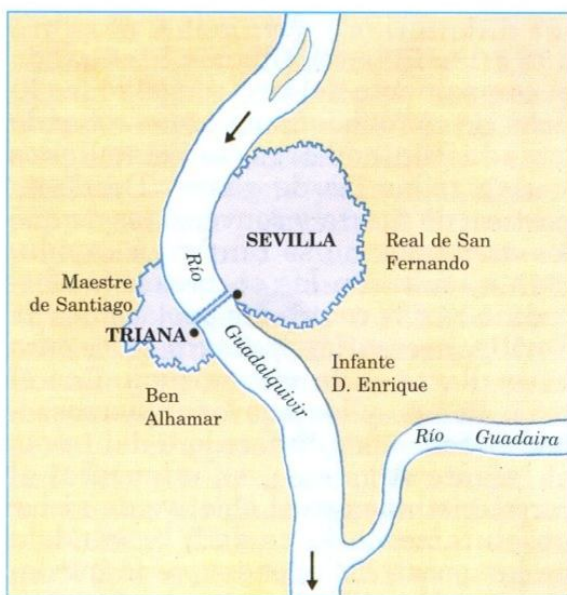 SEVILLA
Real de San
Fernando
Río
Maestre
de Santiago
TRIANA
Guadalquivir
Infante
D. Enrique
Ben
Alhamar
Río Guadaira